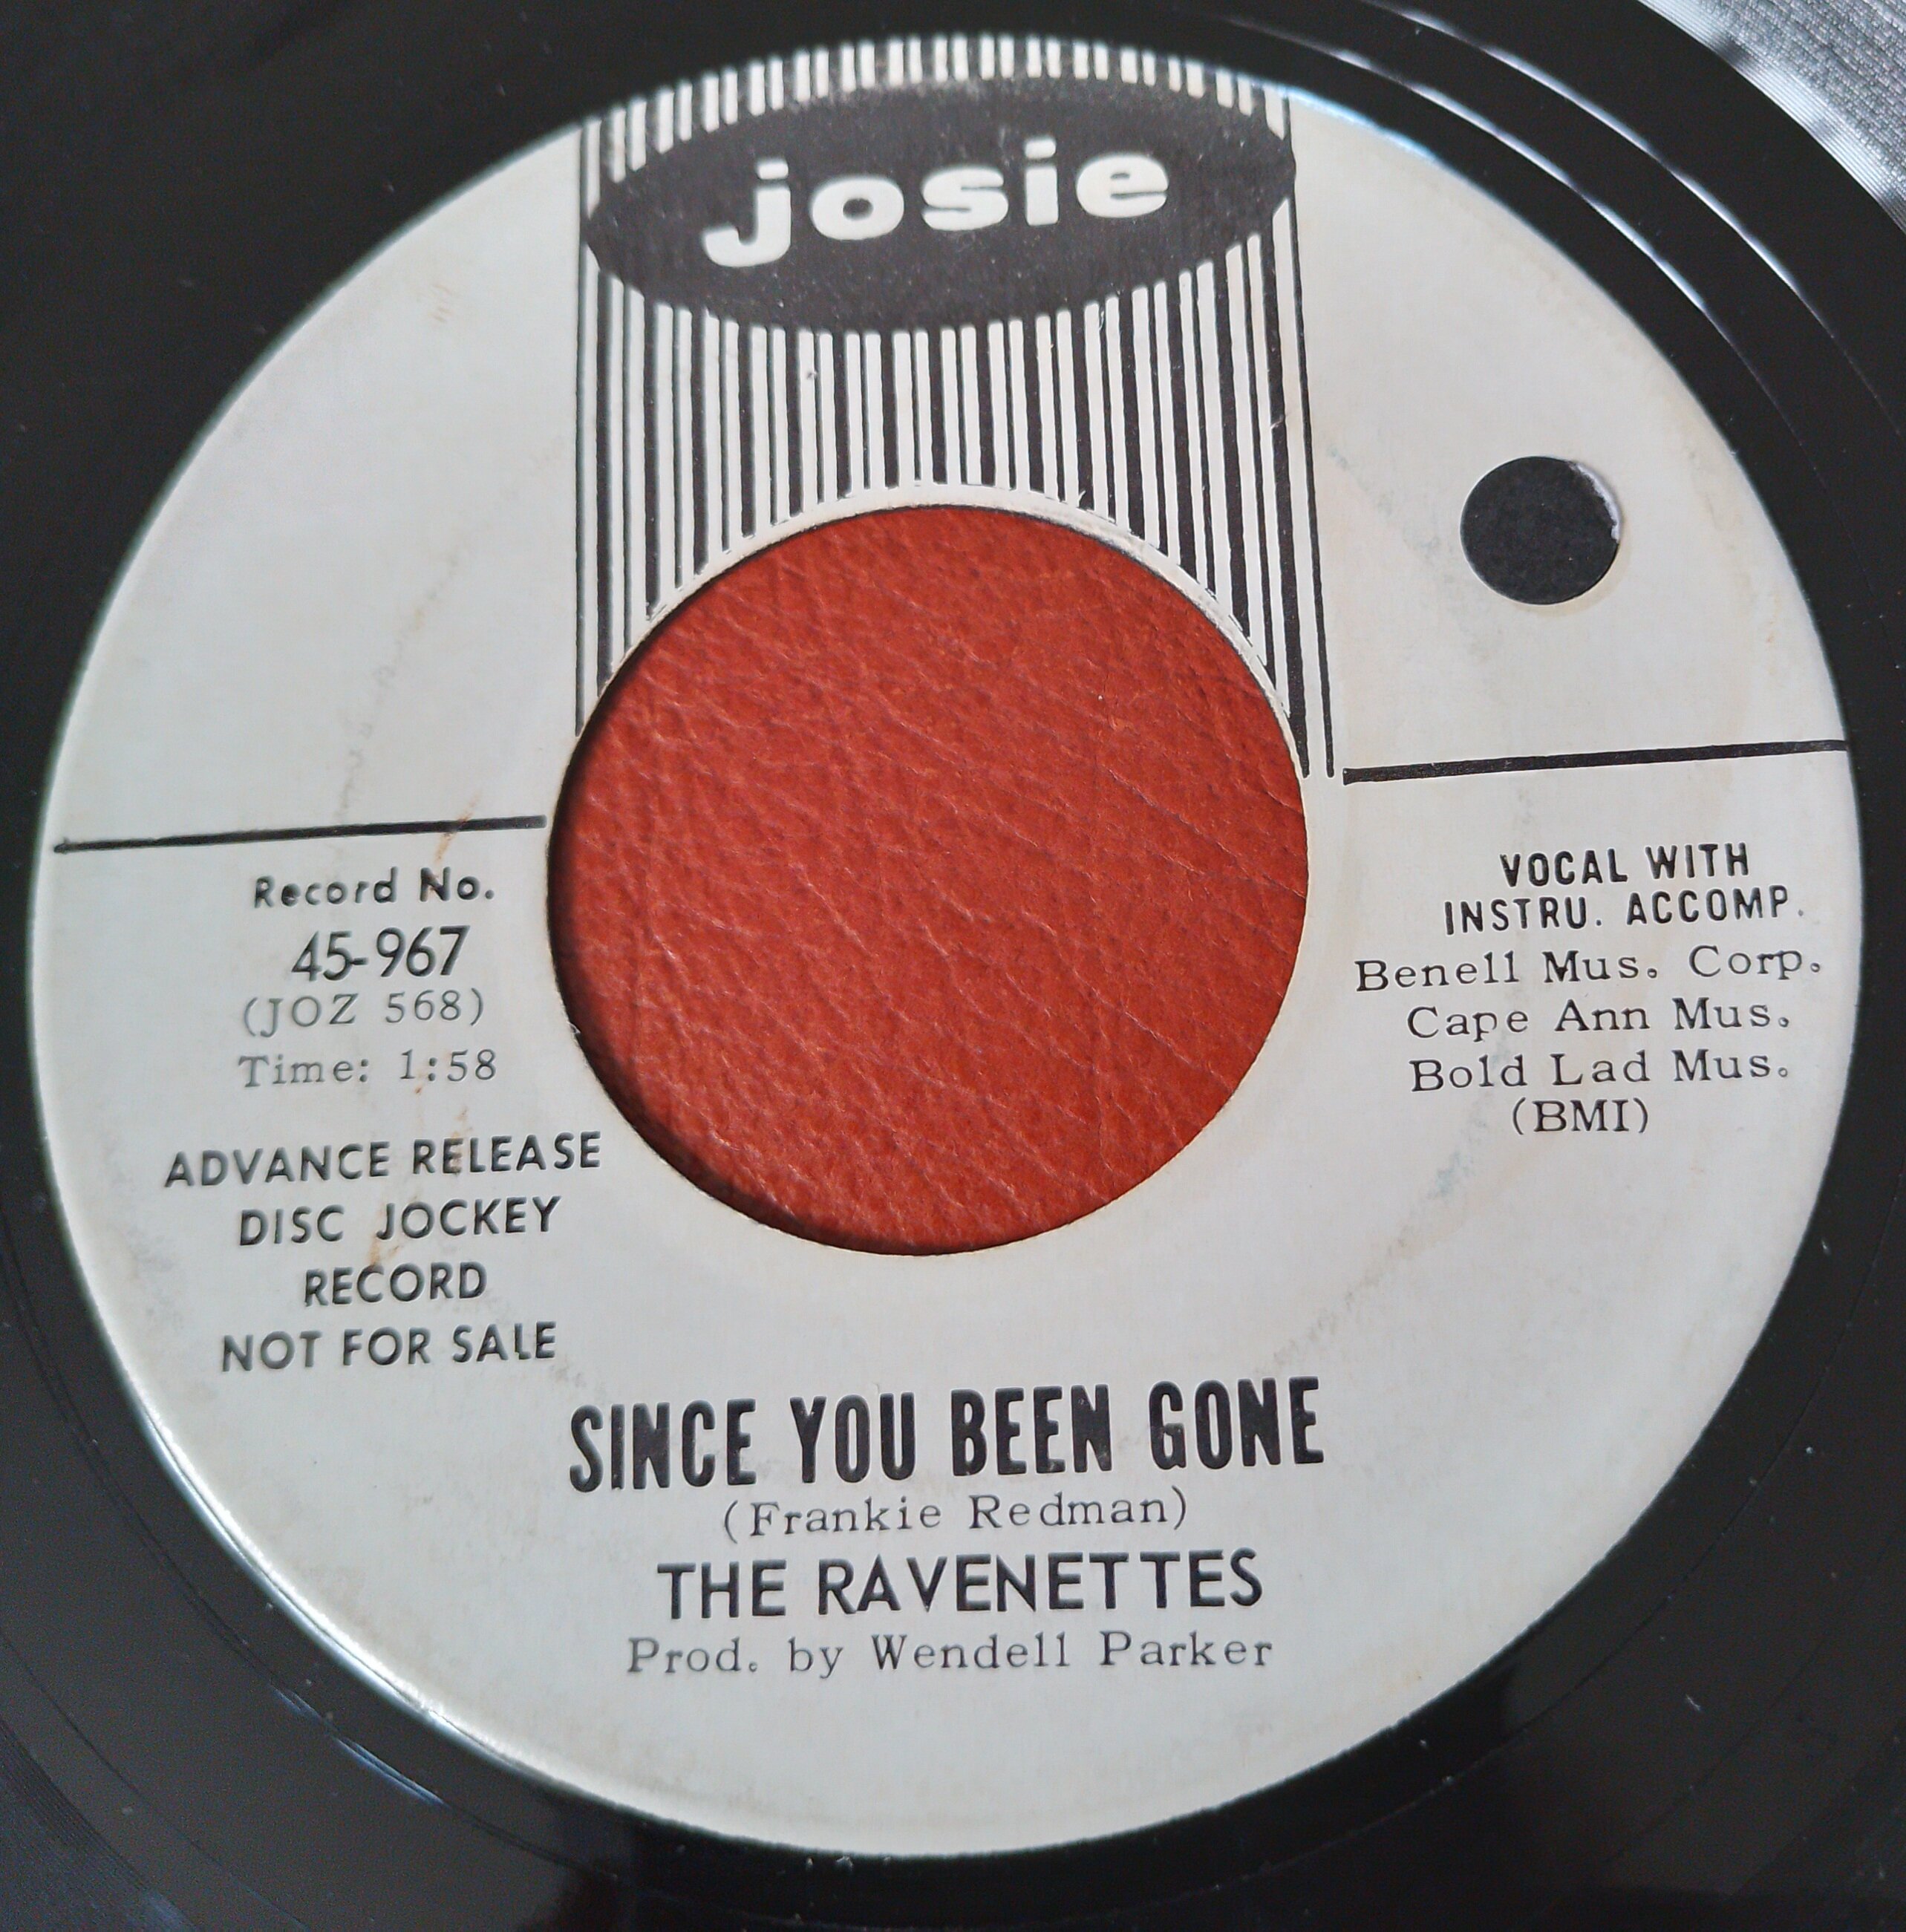 josie
Record No.
45-967
(JOZ 568)
Time: 1:58
ADVANCE RELEASE
DISC JOCKEY
RECORD
NOT FOR SALE
VOCAL WITH
INSTRU. ACCOMP.
Benell Mus. Corp.
Cape Ann Mus.
Bold Lad Mus.
(BMI)
SINCE YOU BEEN GONE
(Frankie Redman)
THE RAVENETTES
Prod. by Wendell Parker